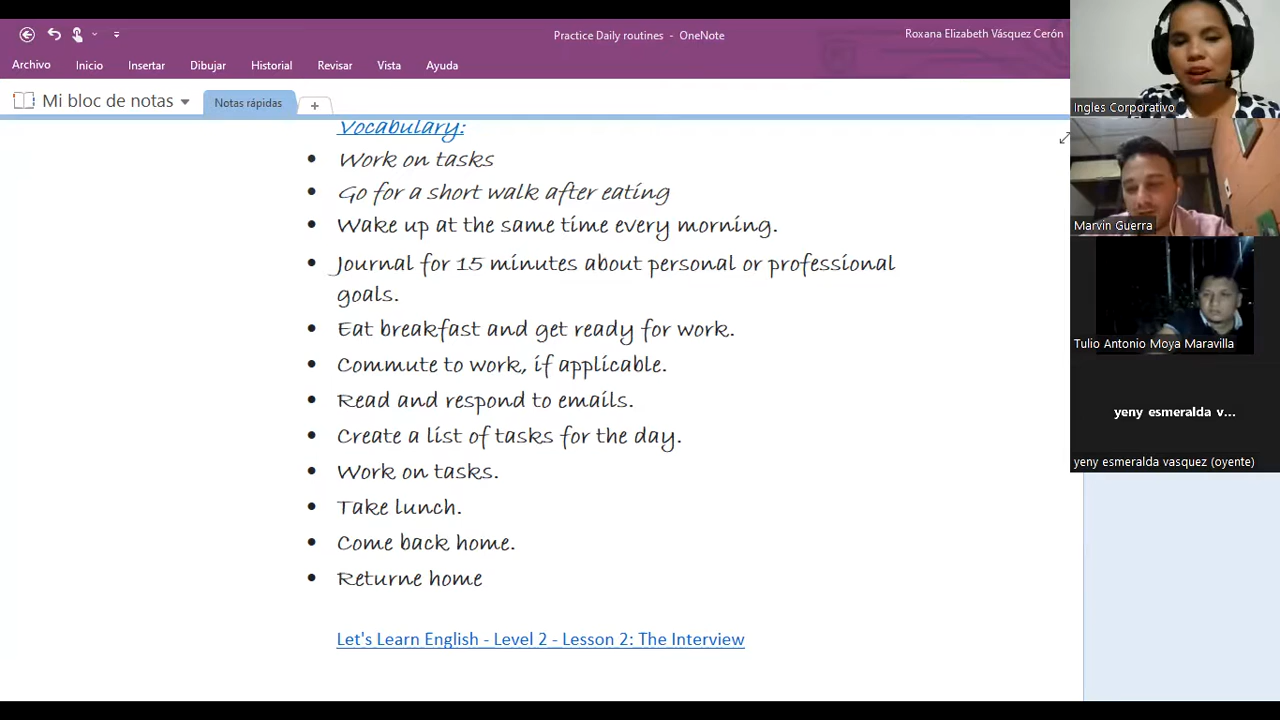 Practice Daily routines - OneNote
Roxana Elizabeth Vásquez Cerón
Archivo Inicio Insertar Dibujar Historial Revisar Vista Ayuda
Mi bloc de notas Notas rápidas
Vocabulary:
• Work on tasks
• Go for a short walk after eating
• Wake up at the same time every morning.
• Journal for 15 minutes about personal or professional
goals.
• Eat breakfast and get ready for work.
• Commute to work, if applicable.
• Read and respond to emails.
• Create a list of tasks for the day.
• Work on tasks.
• Take lunch.
• Come back home.
• Returne home
Let's Learn English - Level 2 - Lesson 2: The Interview
Ingles Corporativo
Marvin Guerra
Tulio Antonio Moya Maravilla
yeny esmeralda v...
yeny esmeralda vasquez (oyente)